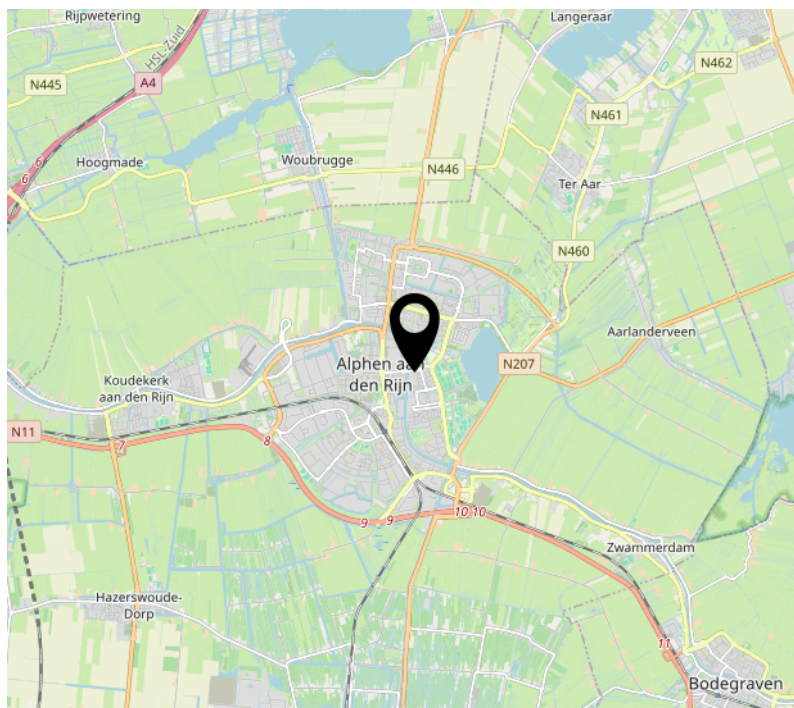 Rijpwetering
Langeraar
HSL-Zuid
N462
N445
A4
N461
6
6
Hoogmade
Woubrugge
N446
Ter Aar
N460
Aarlanderveen
Alphen aan
den Rijn
N207
Koudekerk
aan den Rijn
N11
7
8
9
9
10
10
Zwammerdam
Hazerswoude-
Dorp
11
Bodegraven